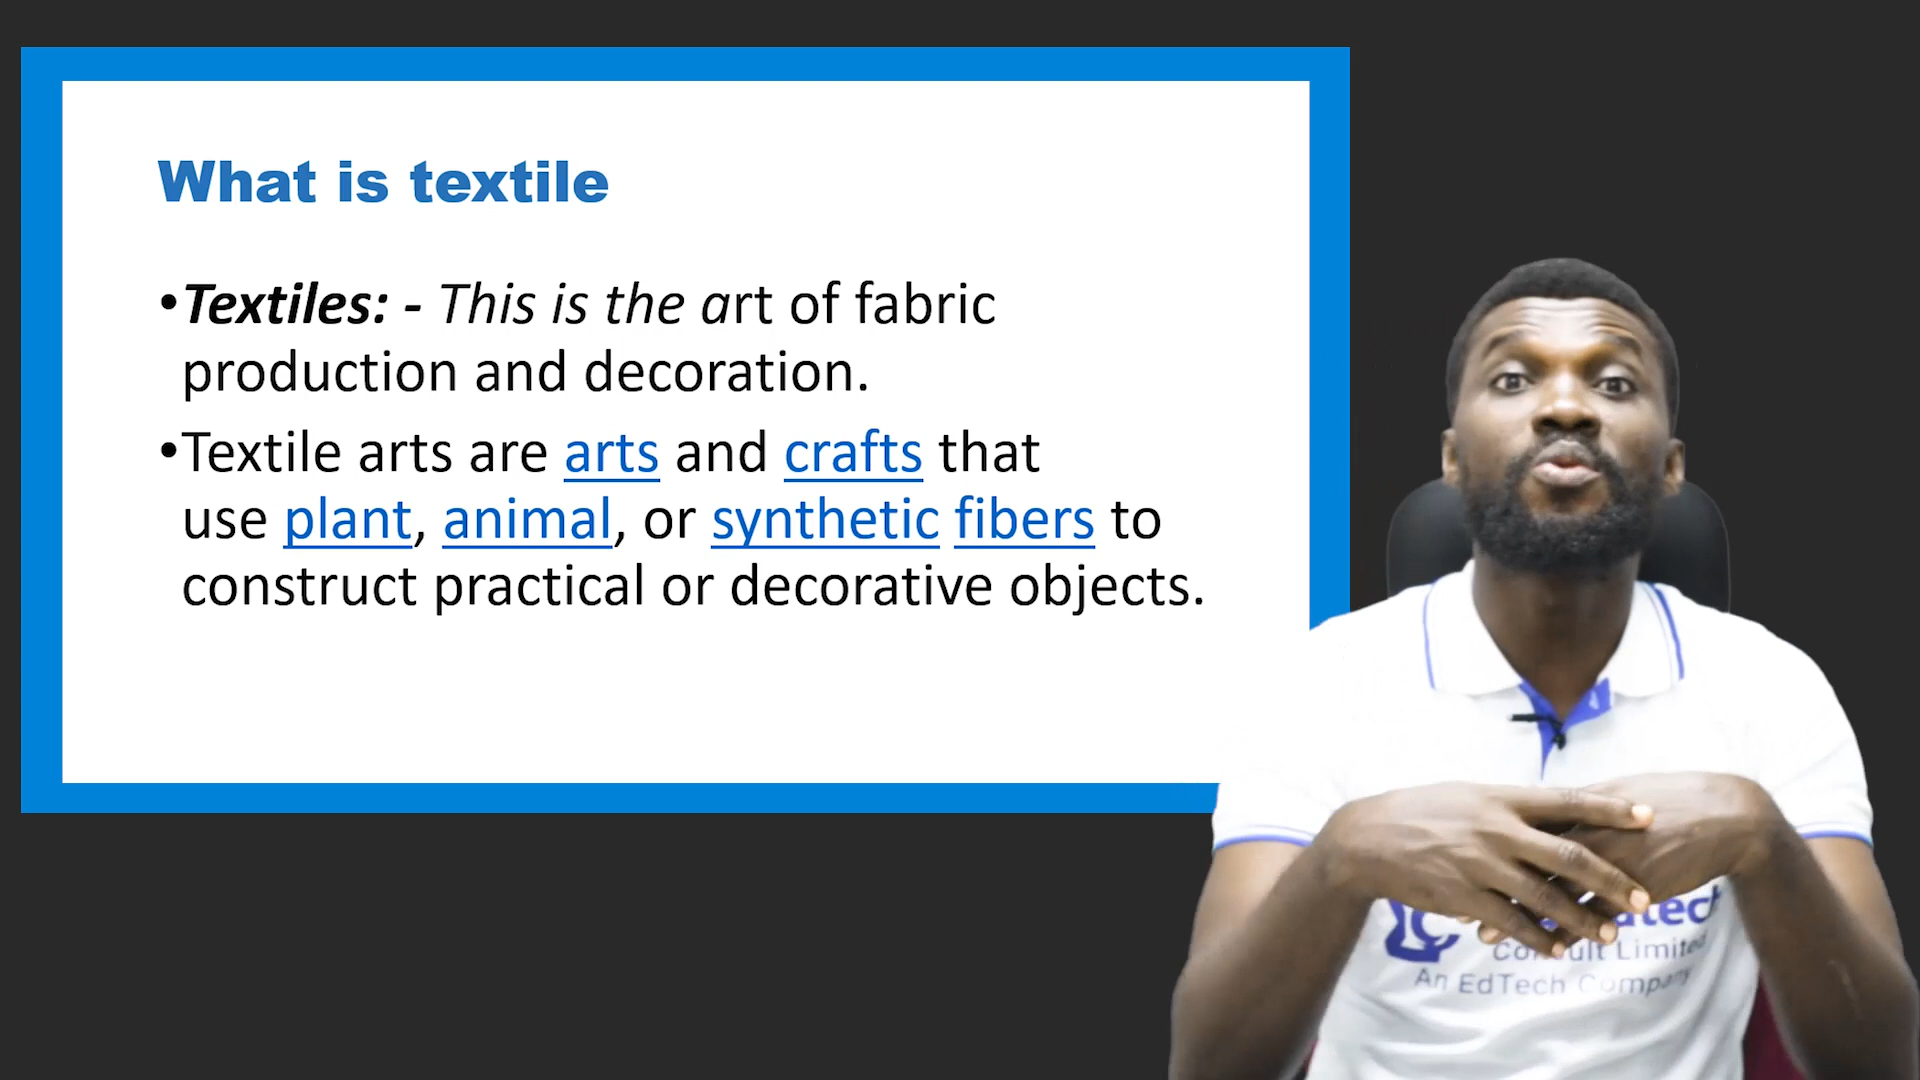 What is textile
•Textiles: - This is the art of fabric
production and decoration.
•Textile arts are arts and crafts that
use plant, animal, or synthetic fibers to
construct practical or decorative objects.
Limited
An EdTech Company